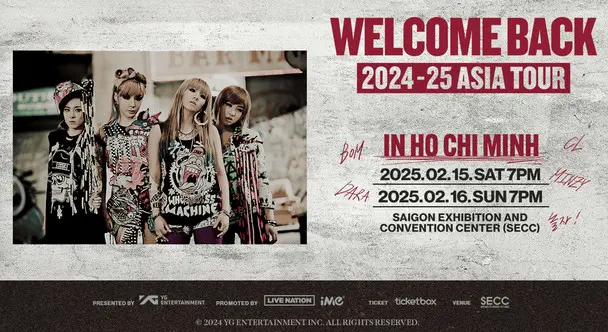 WELCOME BACK
2024-25 ASIA TOUR
BOM
IN HO CHI MINH
CL
2025.02.15.SAT 7PM
MINZY
DARA
2025.02.16.SUN 7PM
SAIGON EXHIBITION AND
CONVENTION CENTER (SECC)
놀자!
PRESENTED BY YG ENTERTAINMENT PROMOTED BY LIVE NATION iMe TICKET ticketbox VENUE SECC
© 2024 YG ENTERTAINMENT INC. ALL RIGHTS RESERVED.